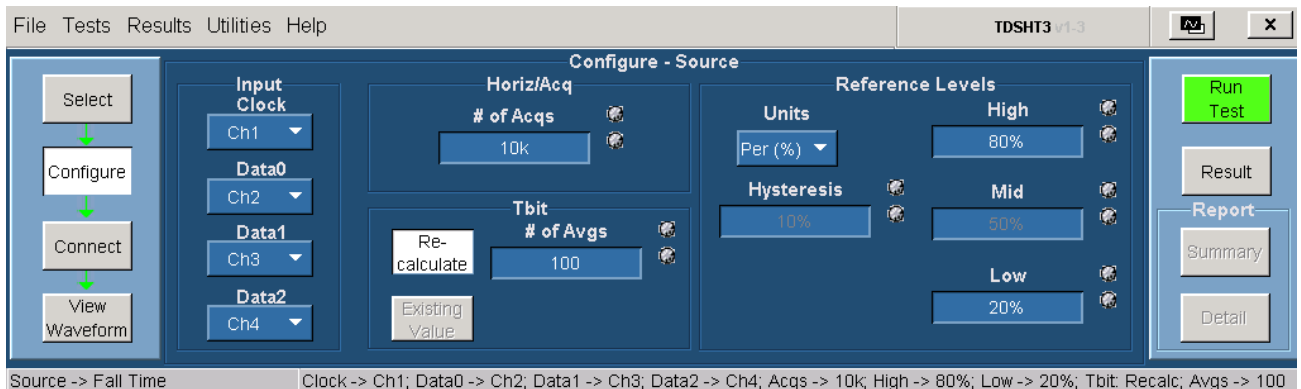 File Tests Results Utilities Help
TDSHT3 v1-3
x
Select
Configure
Connect
View
Waveform
Configure - Source
Input
Clock
Ch1
Data0
Ch2
Data1
Ch3
Data2
Ch4
Horiz/Acq
# of Acqs
10k
Tbit
Re-
calculate
# of Avgs
100
Existing
Value
Reference Levels
Units
Per (%)
Hysteresis
10%
High
80%
Mid
50%
Low
20%
Run
Test
Result
Report
Summary
Detail
Source -> Fall Time
Clock -> Ch1; Data0 -> Ch2; Data1 -> Ch3; Data2 -> Ch4; Acqs -> 10k; High -> 80%; Low -> 20%; Tbit: Recalc; Avgs -> 100